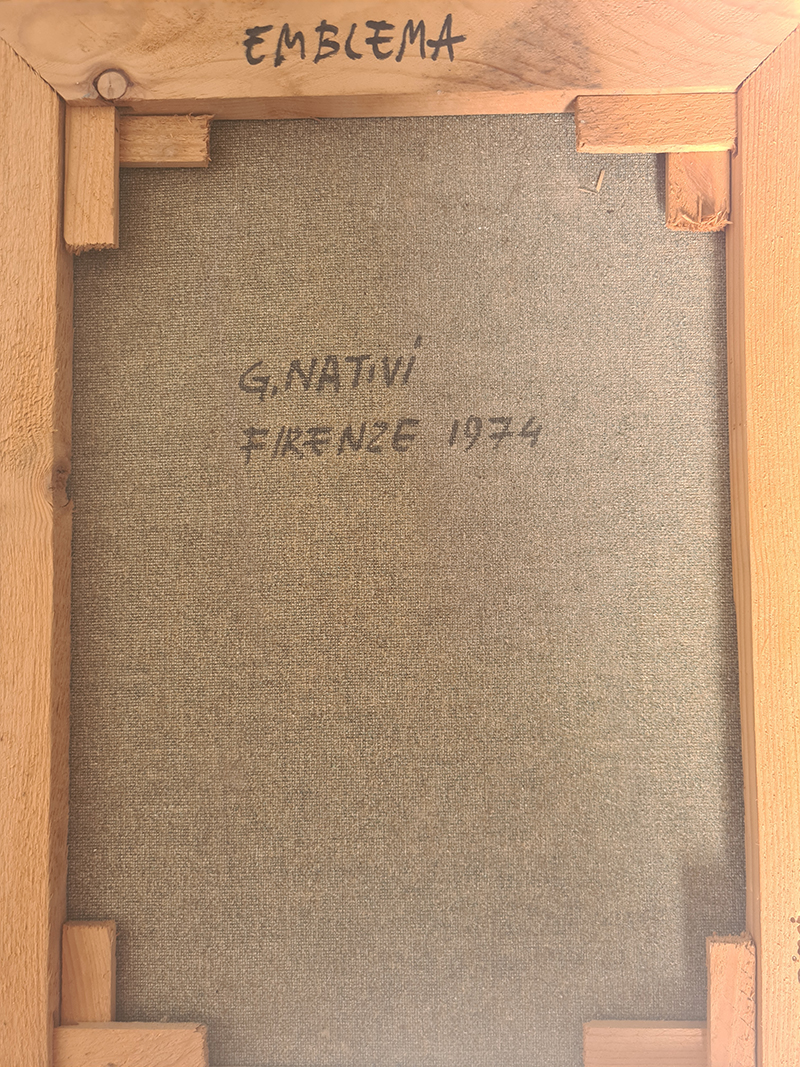 EMBLEMA
G. NATIVI
FIRENZE 1974